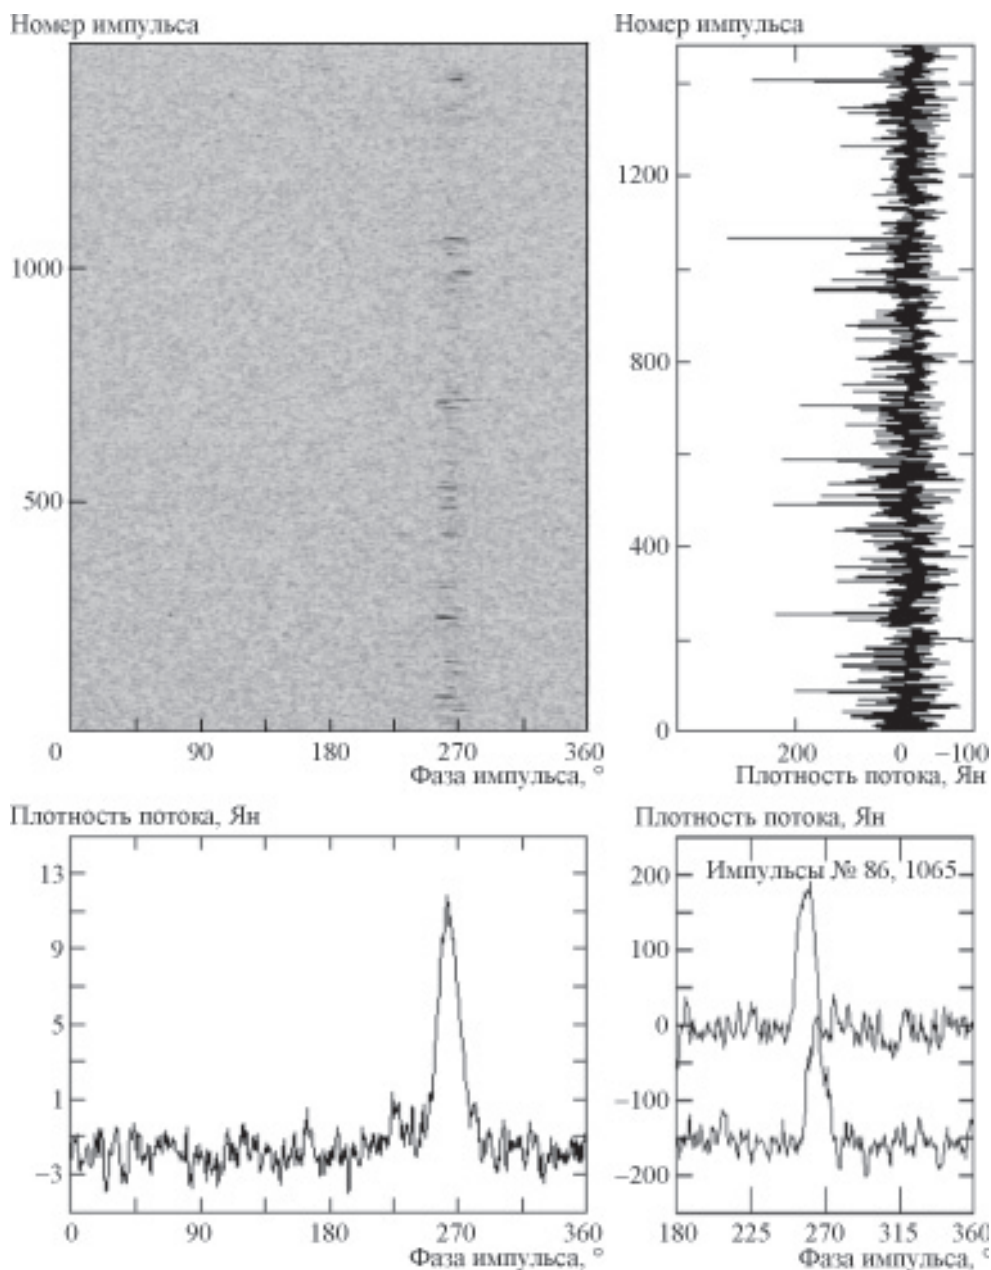 Номер импульса
1000
500
0 90 180 270 360
Фаза импульса, °
Номер импульса
1200
800
400
0
200 0 −100
Плотность потока, Ян
Плотность потока, Ян
13
9
5
1
−3
0 90 180 270 360
Фаза импульса, °
Плотность потока, Ян
Импульсы № 86, 1065
200
100
0
−100
−200
180 225 270 315 360
Фаза импульса, °